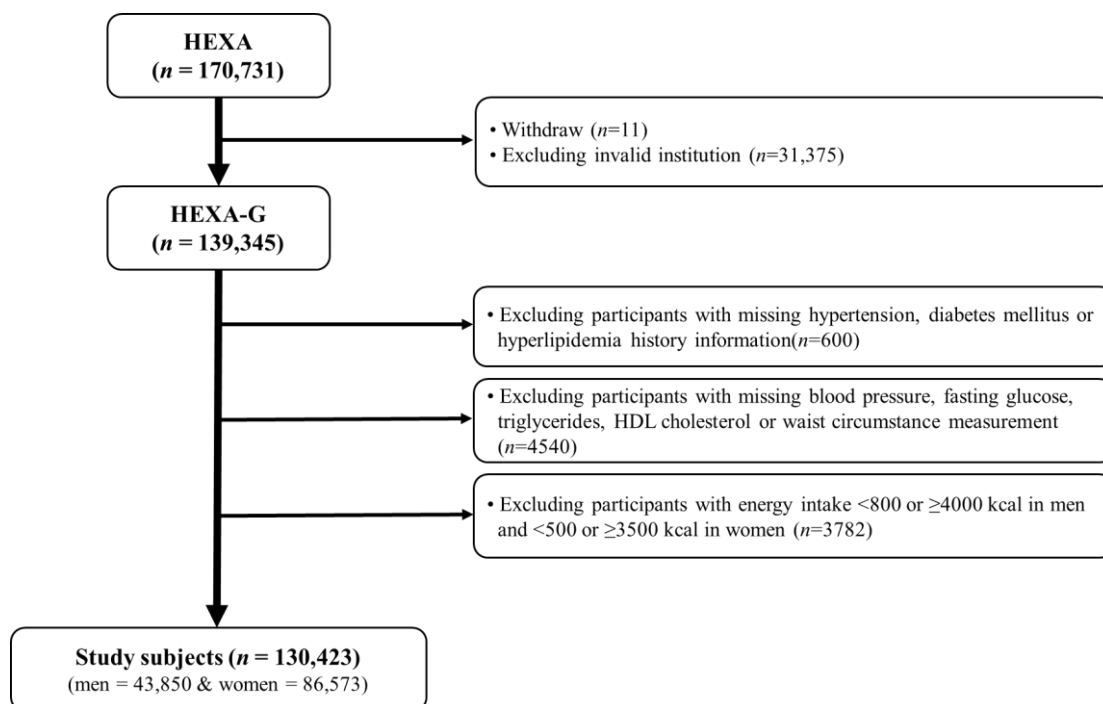 HEXA
(n = 170,731)
• Withdraw (n=11)
• Excluding invalid institution (n=31,375)
HEXA-G
(n = 139,345)
• Excluding participants with missing hypertension, diabetes mellitus or
hyperlipidemia history information(n=600)
• Excluding participants with missing blood pressure, fasting glucose,
triglycerides, HDL cholesterol or waist circumstance measurement
(n=4540)
• Excluding participants with energy intake <800 or ≥4000 kcal in men
and <500 or ≥3500 kcal in women (n=3782)
Study subjects (n = 130,423)
(men = 43,850 & women = 86,573)